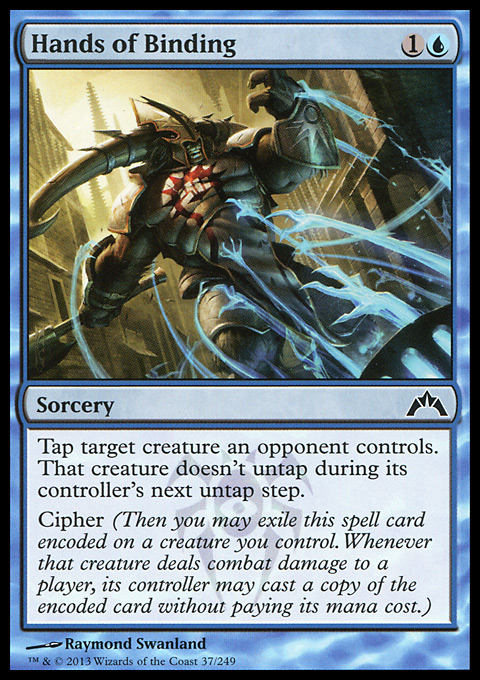 Hands of Binding
1
Sorcery
Tap target creature an opponent controls.
That creature doesn't untap during its
controller's next untap step.
Cipher (Then you may exile this spell card
encoded on a creature you control. Whenever
that creature deals combat damage to a
player, its controller may cast a copy of the
encoded card without paying its mana cost.)
Raymond Swanland
™ & © 2013 Wizards of the Coast 37/249